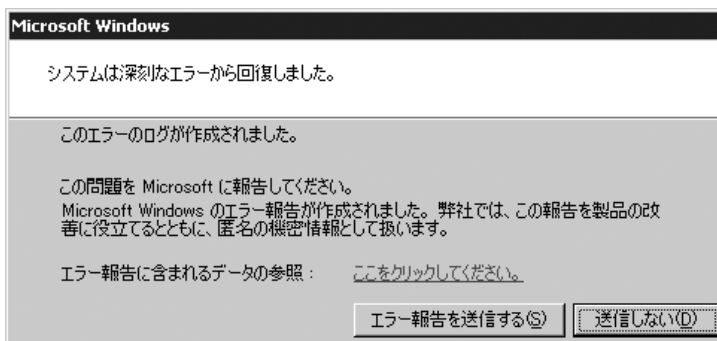 Microsoft Windows
システムは深刻なエラーから回復しました。
このエラーのログが作成されました。
この問題を Microsoft に報告してください。
Microsoft Windows のエラー報告が作成されました。弊社では、この報告を製品の改
善に役立てるとともに、匿名の機密情報として扱います。
エラー報告に含まれるデータの参照：　ここをクリックしてください。
エラー報告を送信する(S)　送信しない(D)